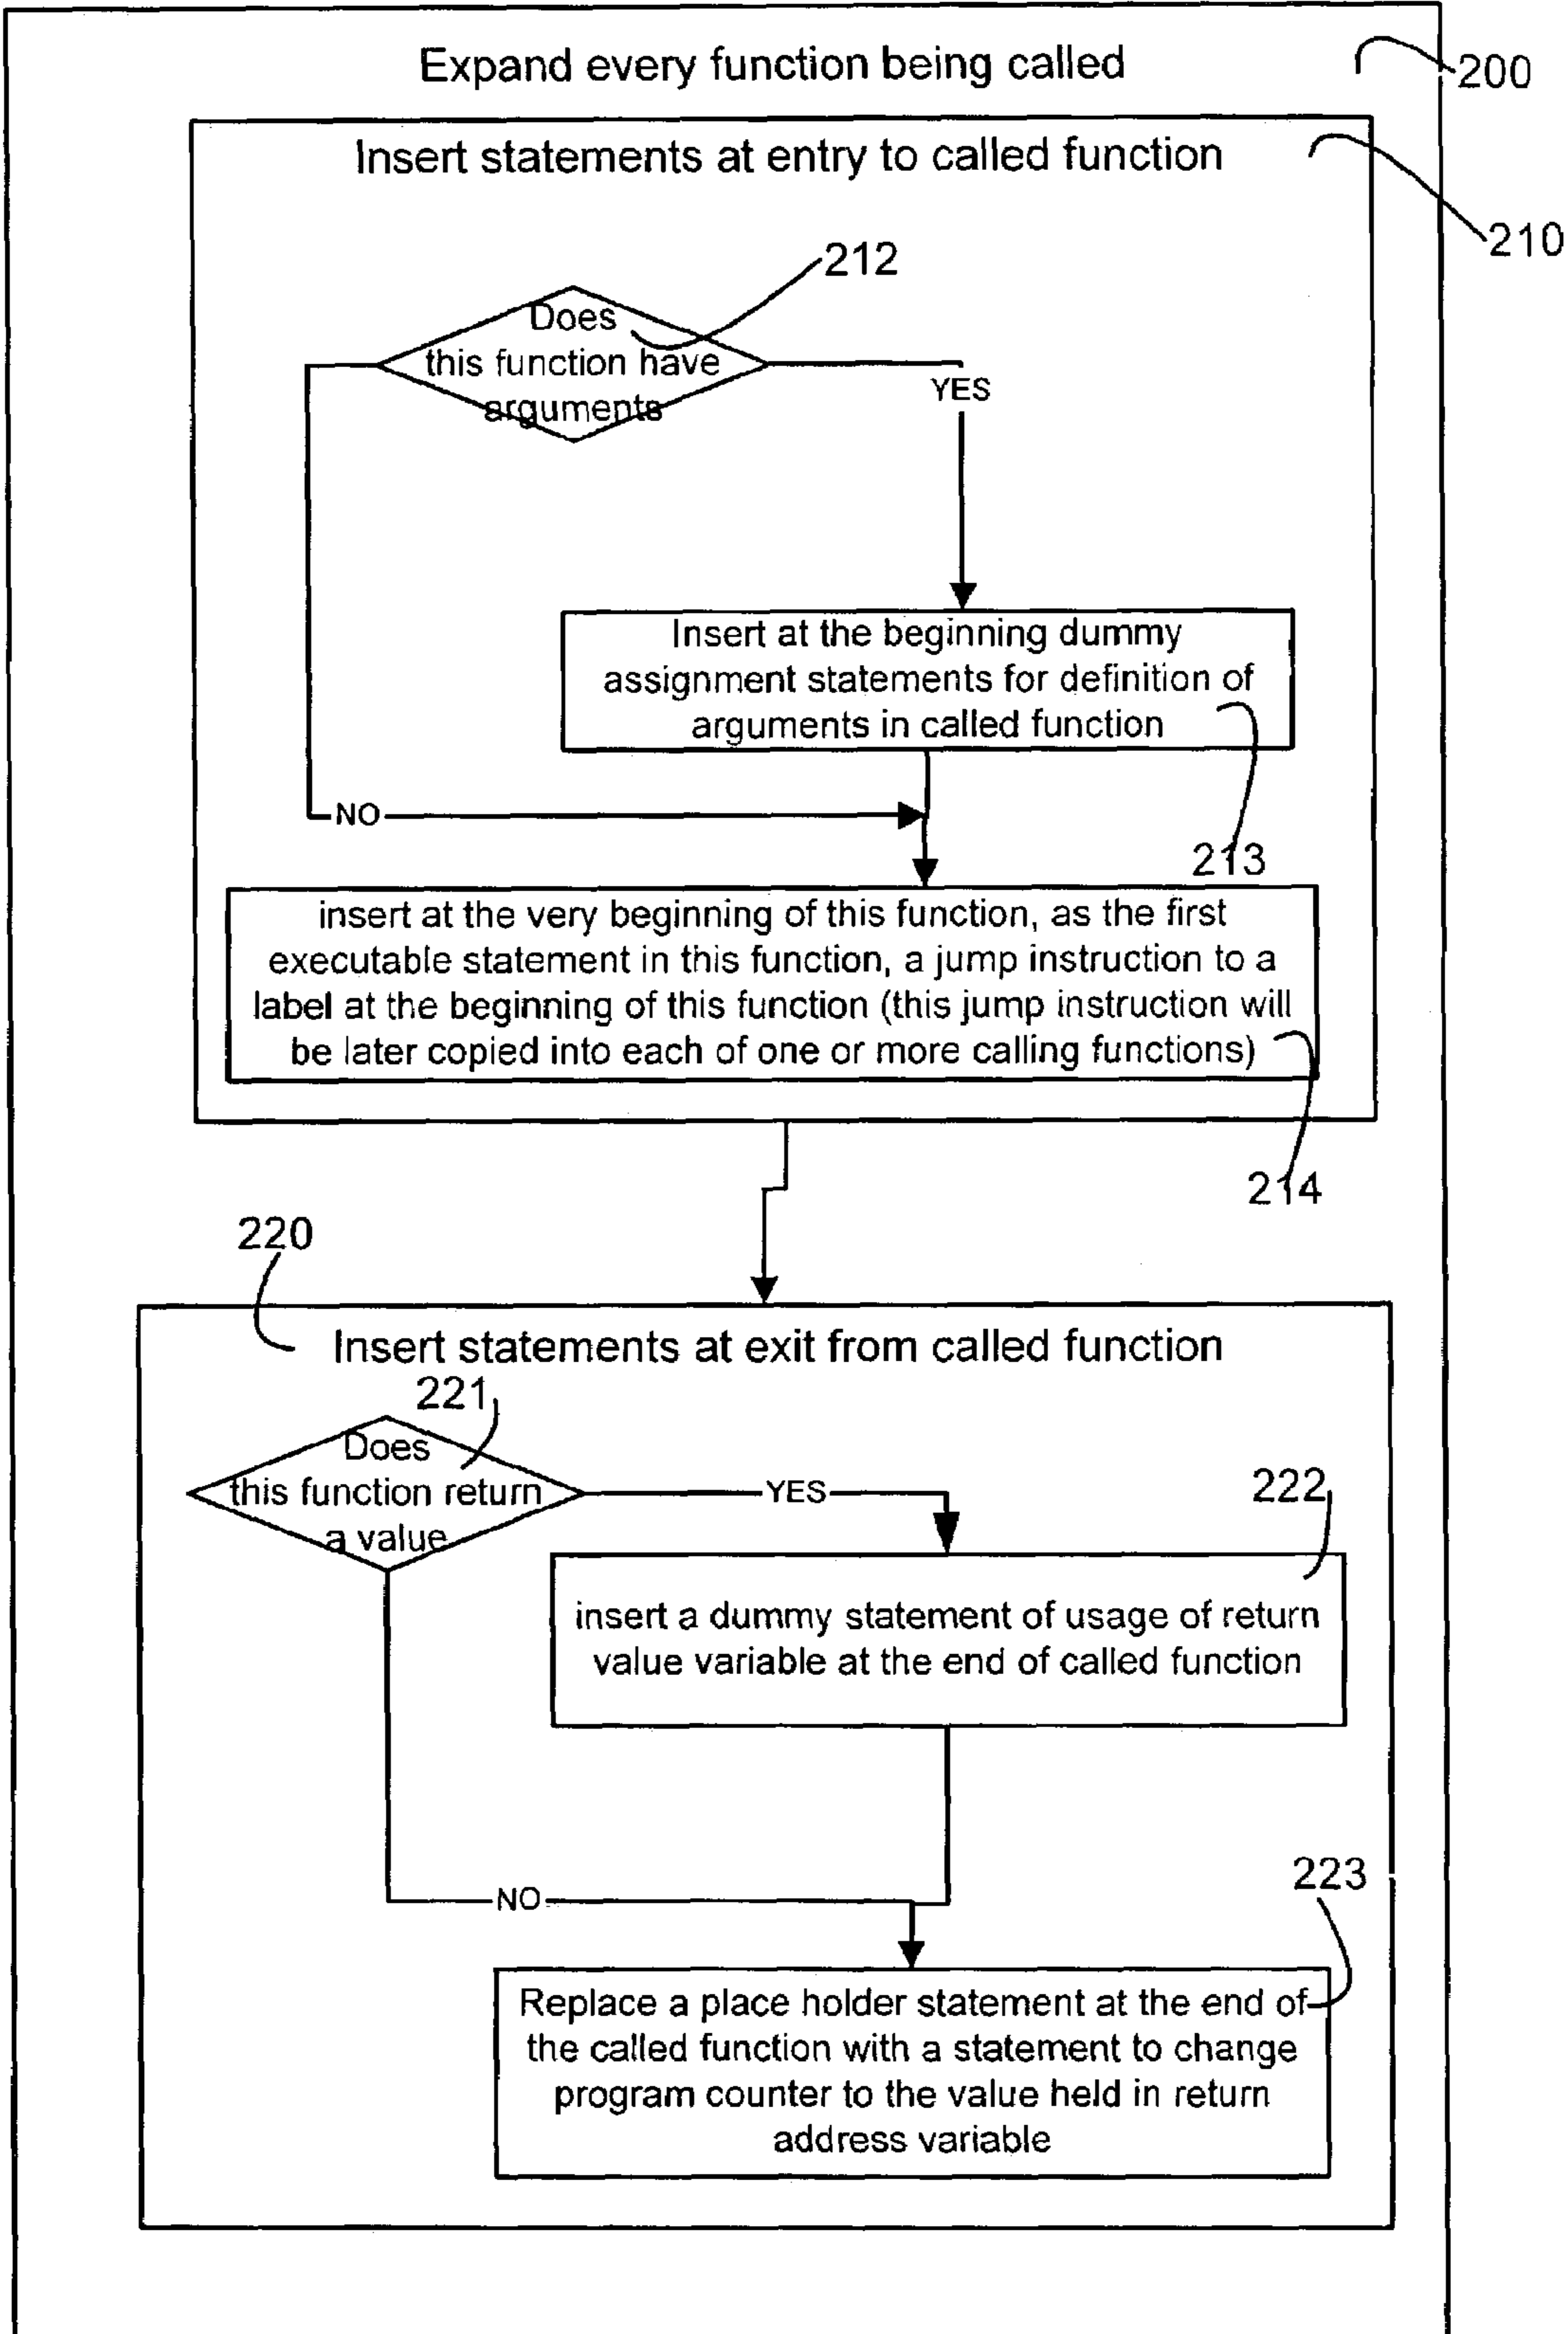 Expand every function being called
200
Insert statements at entry to called function
210
212
Does
this function have
arguments
YES
Insert at the beginning dummy
assignment statements for definition of
arguments in called function
NO
213
insert at the very beginning of this function, as the first
executable statement in this function, a jump instruction to a
label at the beginning of this function (this jump instruction will
be later copied into each of one or more calling functions)
214
220
Insert statements at exit from called function
221
Does
this function return
a value
YES
222
insert a dummy statement of usage of return
value variable at the end of called function
NO
223
Replace a place holder statement at the end of
the called function with a statement to change
program counter to the value held in return
address variable